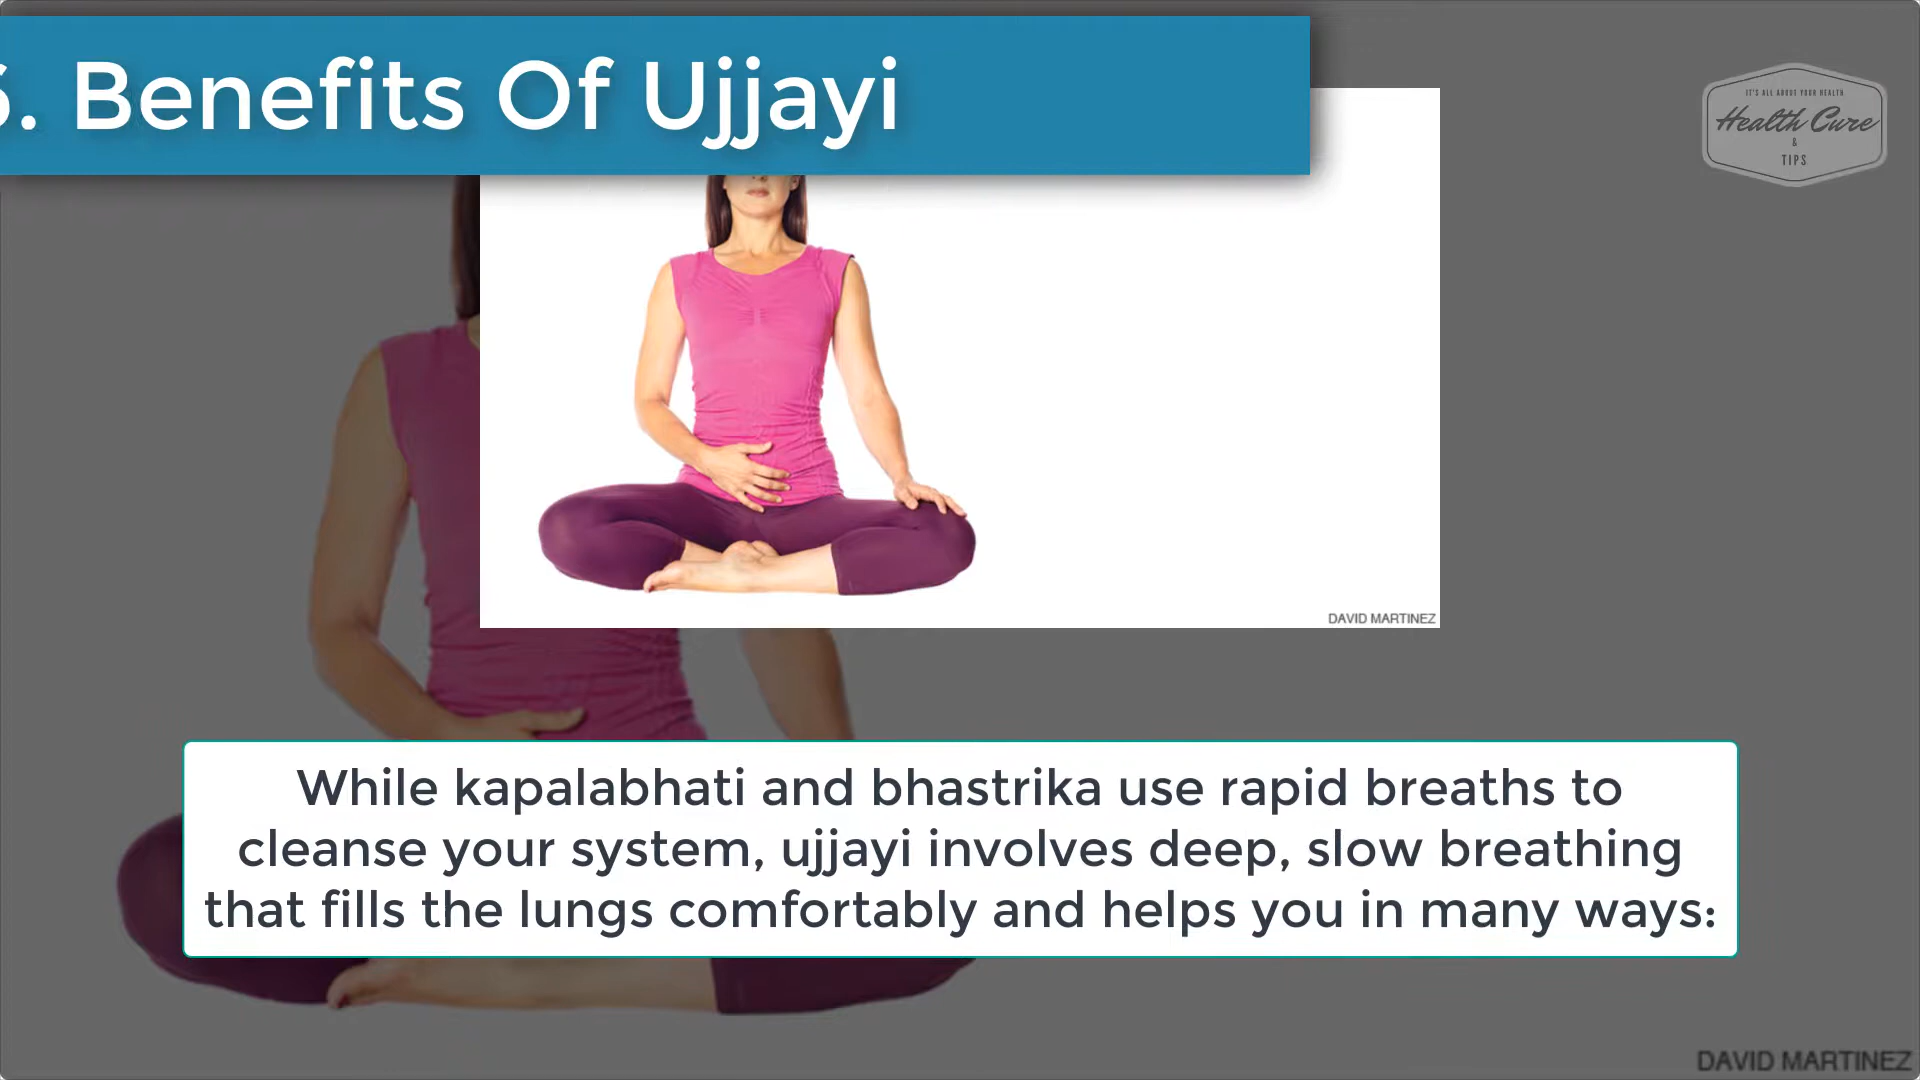 6. Benefits Of Ujjayi
IT'S ALL ABOUT YOUR HEALTH
Health Cure
&
TIPS
DAVID MARTINEZ
While kapalabhati and bhastrika use rapid breaths to
cleanse your system, ujjayi involves deep, slow breathing
that fills the lungs comfortably and helps you in many ways:
DAVID MARTINEZ